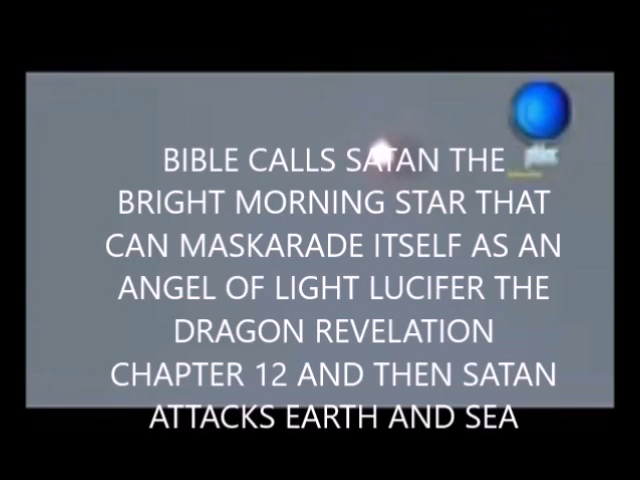 BIBLE CALLS SATAN THE
BRIGHT MORNING STAR THAT
CAN MASKARADE ITSELF AS AN
ANGEL OF LIGHT LUCIFER THE
DRAGON REVELATION
CHAPTER 12 AND THEN SATAN
ATTACKS EARTH AND SEA